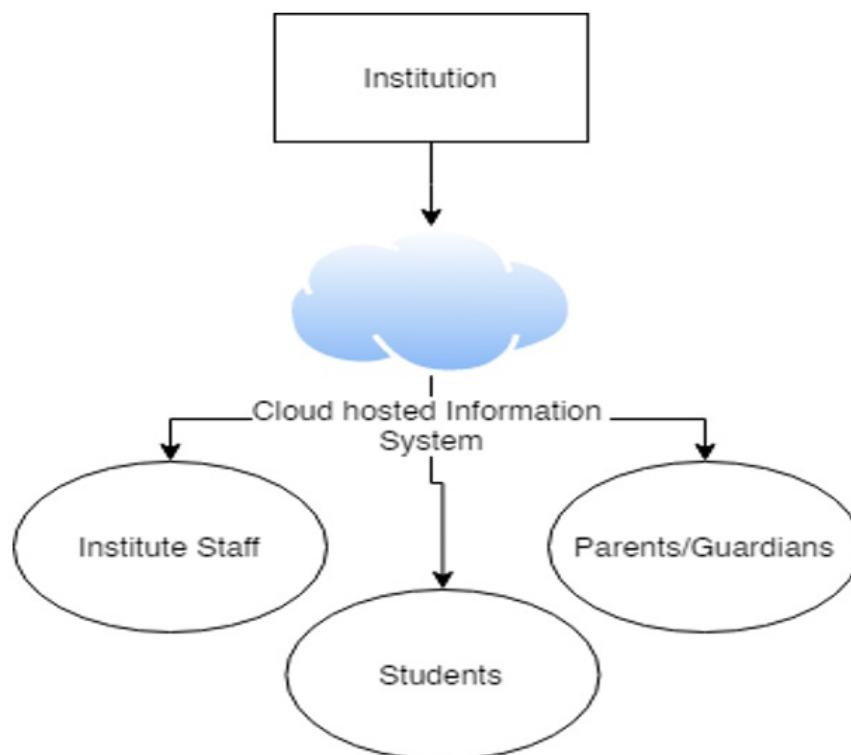 Institution
Cloud hosted Information
System
Institute Staff
Parents/Guardians
Students